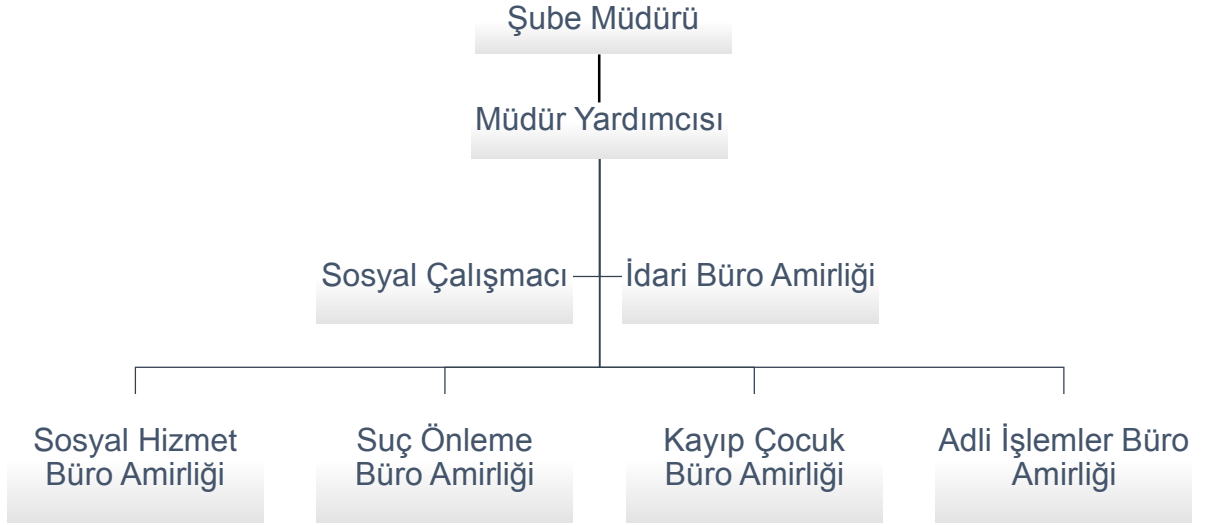 Şube Müdürü
Müdür Yardımcısı
Sosyal Çalışmacı
İdari Büro Amirliği
Sosyal Hizmet
Büro Amirliği
Suç Önleme
Büro Amirliği
Kayıp Çocuk
Büro Amirliği
Adli İşlemler Büro
Amirliği